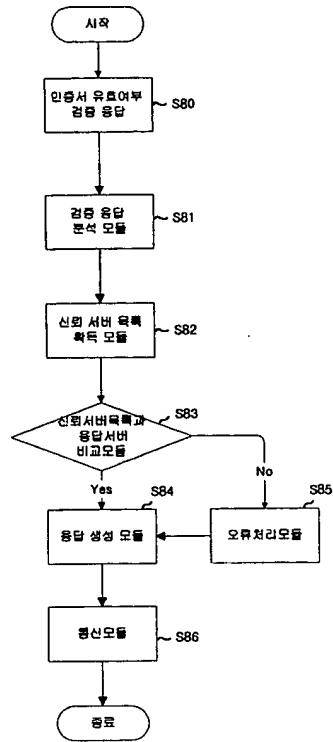 시작
인증서 유효여부
검증 응답
S80
검증 응답
분석 모듈
S81
신뢰 서버 목록
획득 모듈
S82
신뢰서버목록과
응답서버
비교모듈
S83
Yes
No
응답 생성 모듈
S84
오류처리모듈
S85
통신모듈
S86
종료